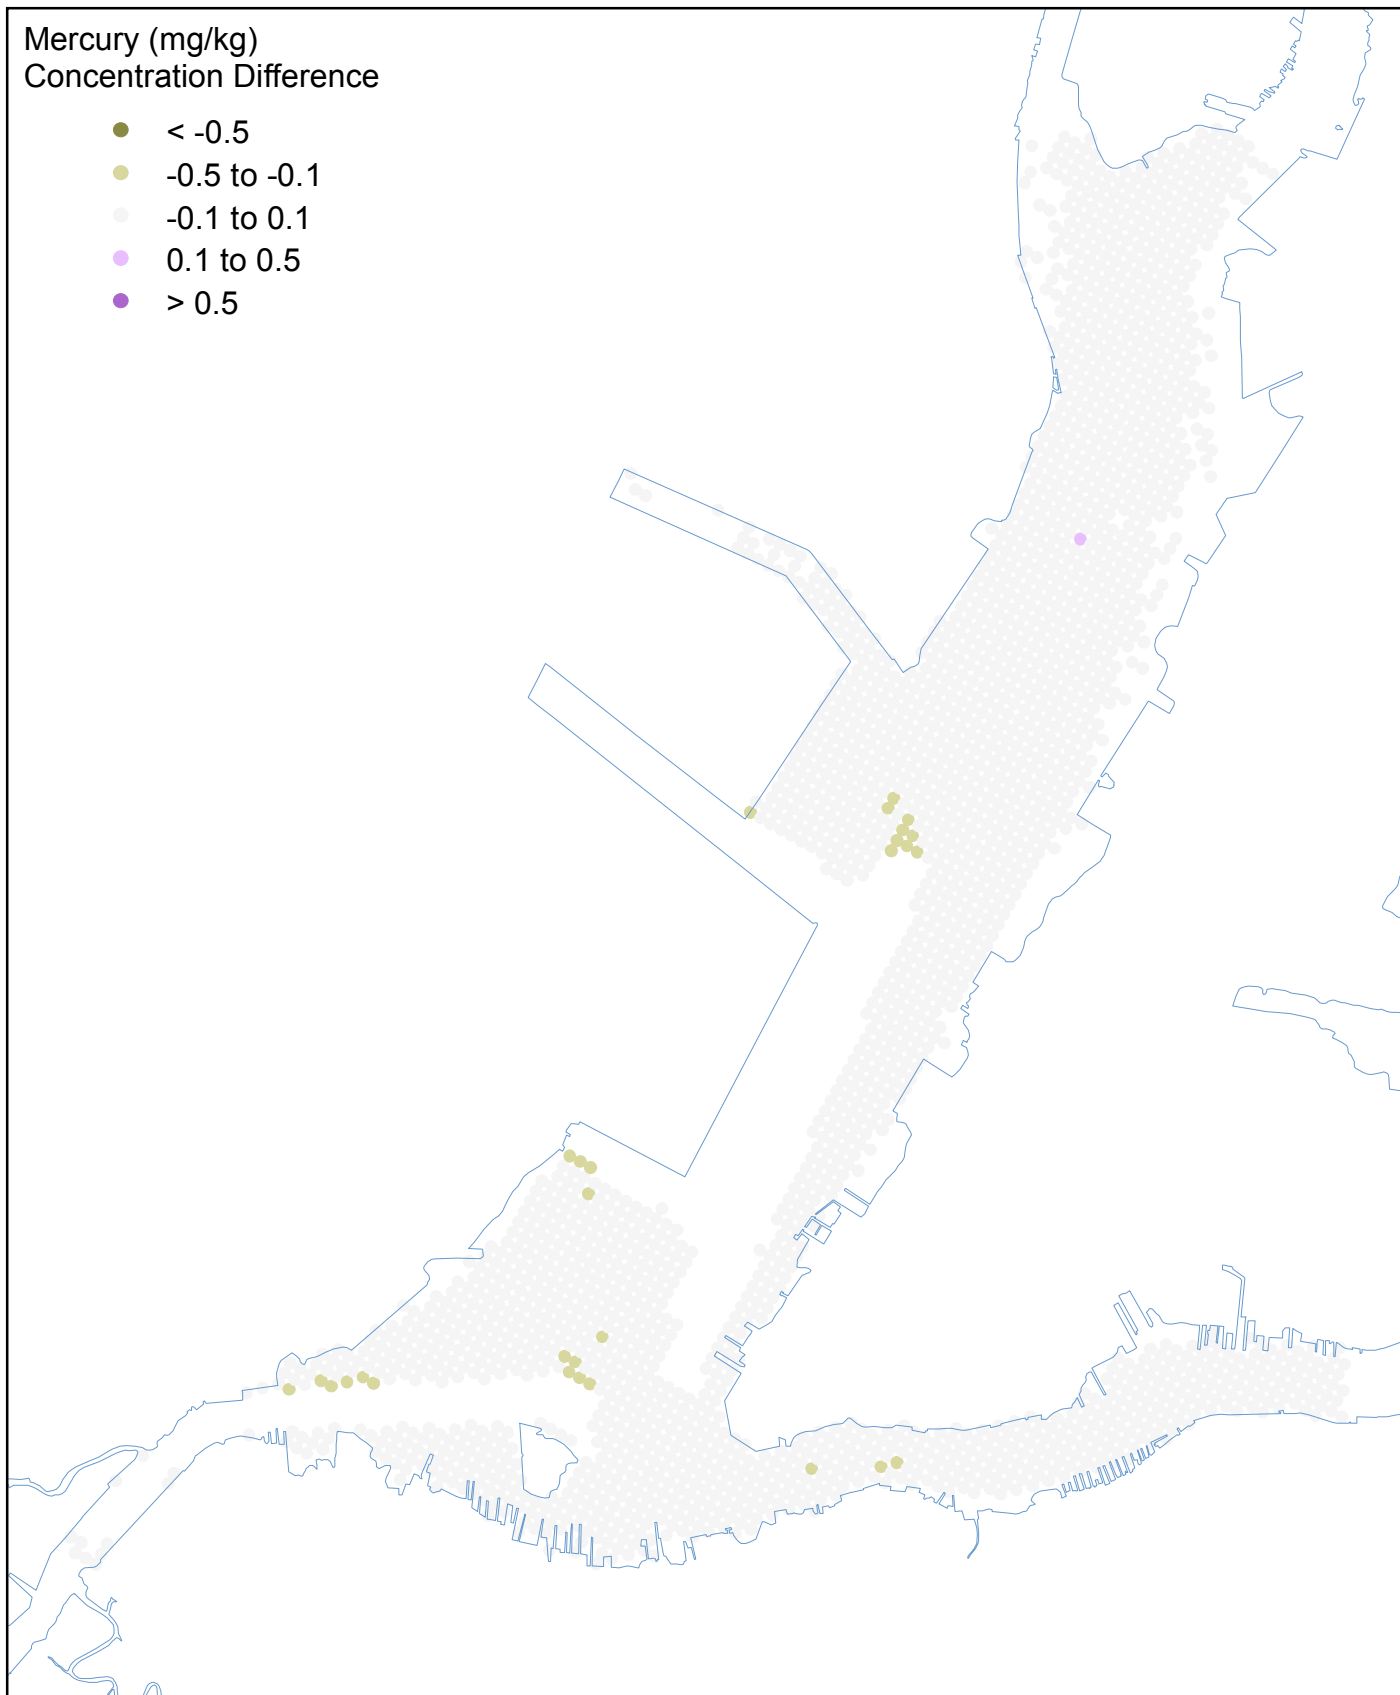 Mercury (mg/kg)
Concentration Difference
< -0.5
-0.5 to -0.1
-0.1 to 0.1
0.1 to 0.5
> 0.5